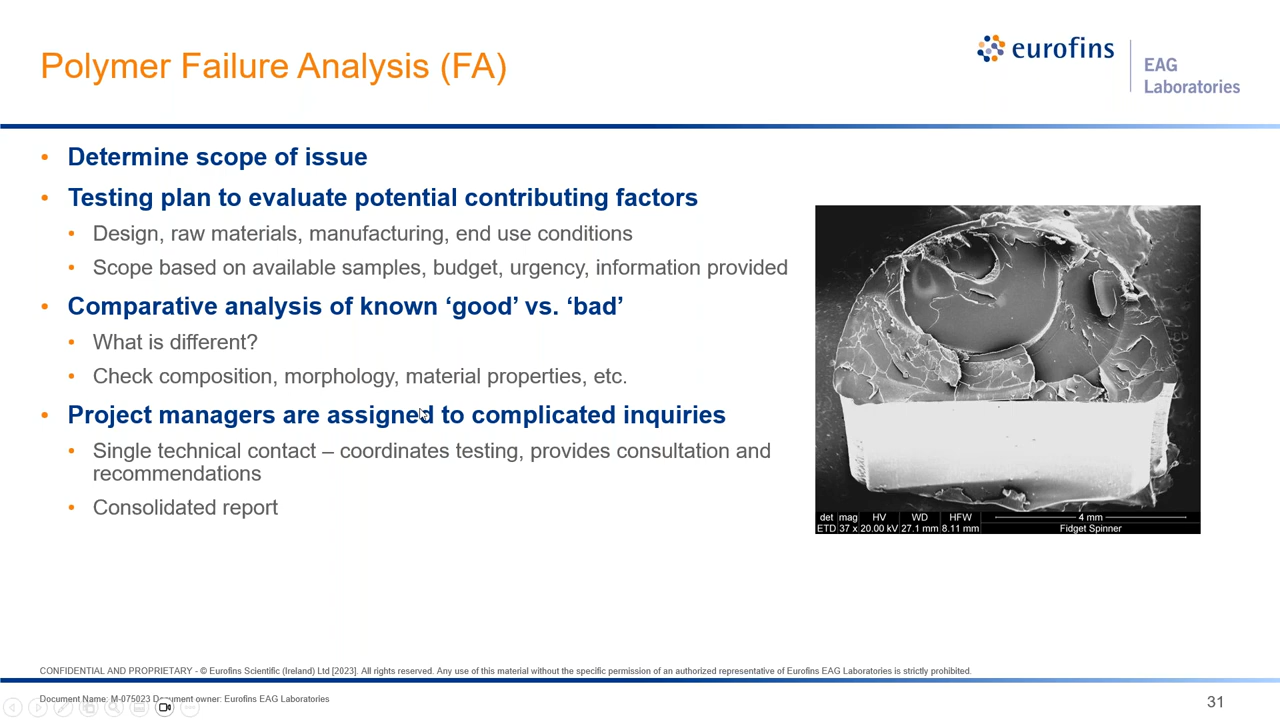 Polymer Failure Analysis (FA)
eurofins
EAG
Laboratories
• Determine scope of issue
• Testing plan to evaluate potential contributing factors
• Design, raw materials, manufacturing, end use conditions
• Scope based on available samples, budget, urgency, information provided
• Comparative analysis of known ‘good’ vs. ‘bad’
• What is different?
• Check composition, morphology, material properties, etc.
• Project managers are assigned to complicated inquiries
• Single technical contact – coordinates testing, provides consultation and
recommendations
• Consolidated report
det mag HV WD HFW 4 mm
ETD 37 x 20.00 kV 27.1 mm 8.11 mm Fidget Spinner
CONFIDENTIAL AND PROPRIETARY - © Eurofins Scientific (Ireland) Ltd [2023]. All rights reserved. Any use of this material without the specific permission of an authorized representative of Eurofins EAG Laboratories is strictly prohibited.
Document Name: M-075023 Document owner: Eurofins EAG Laboratories
31